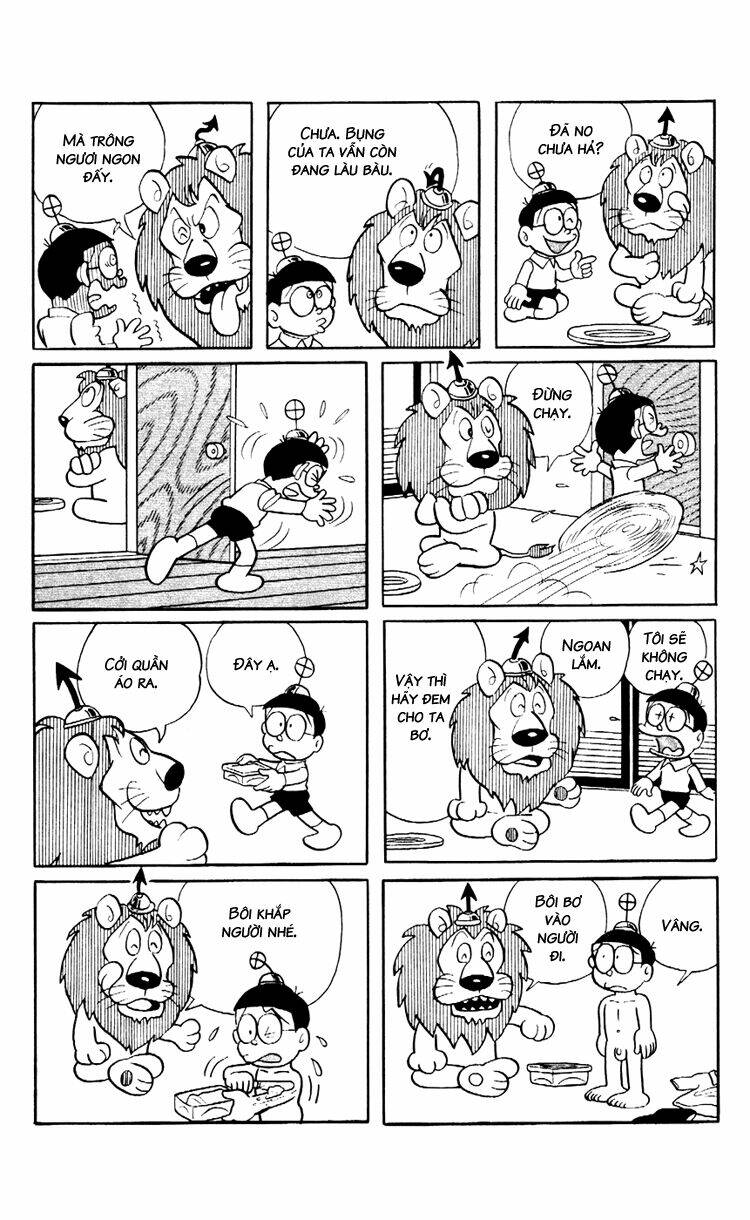 ĐÃ NO
CHƯA HẢ?
CHƯA. BỤNG
CỦA TA VẪN CÒN
ĐANG LÀU BÀU.
MÀ TRÔNG
NGƯƠI NGON
ĐẤY.
ĐỪNG
CHẠY.
TÔI SẼ
KHÔNG
CHẠY.
NGOAN
LẮM.
VẬY THÌ
HÃY ĐEM
CHO TA
BƠ.
ĐÂY Ạ.
CỞI QUẦN
ÁO RA.
VÂNG.
BÔI BƠ
VÀO
NGƯỜI
ĐI.
BÔI KHẮP
NGƯỜI NHÉ.